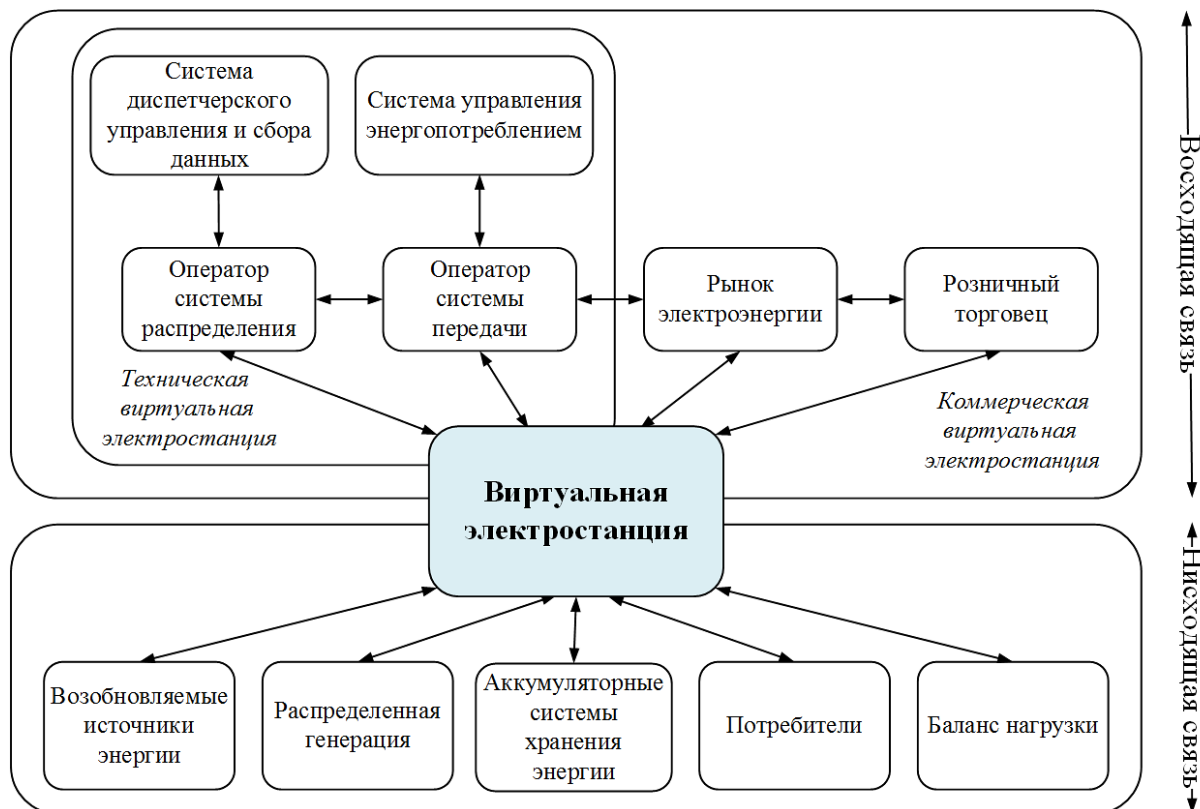 Система
диспетчерского
управления и сбора
данных
Система управления
энергопотреблением
Оператор
системы
распределения
Оператор
системы
передачи
Рынок
электроэнергии
Розничный
торговец
Техническая
виртуальная
электростанция
Коммерческая
виртуальная
электростанция
Восходящая связь
Виртуальная
электростанция
Нисходящая связь
Возобновляемые
источники
энергии
Распределенная
генерация
Аккумуляторные
системы
хранения
энергии
Потребители
Баланс нагрузки